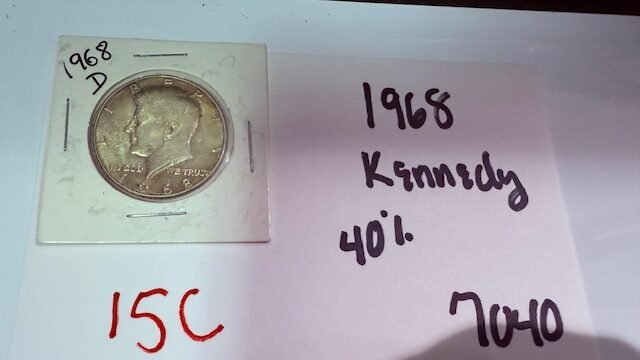 1968
D
LIBERTY
IN GOD WE TRUST
1968
1968
Kennedy
40%
15C
7040